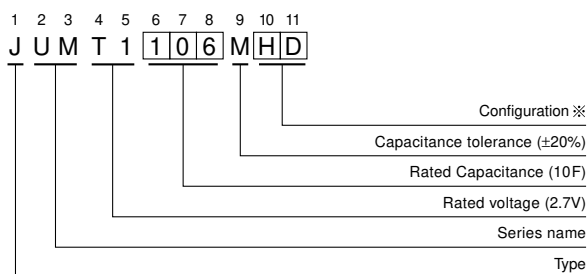 1 2 3 4 5 6 7 8 9 10 11
J U M T 1 1 0 6 M H D
Configuration ※
Capacitance tolerance (±20%)
Rated Capacitance (10F)
Rated voltage (2.7V)
Series name
Type